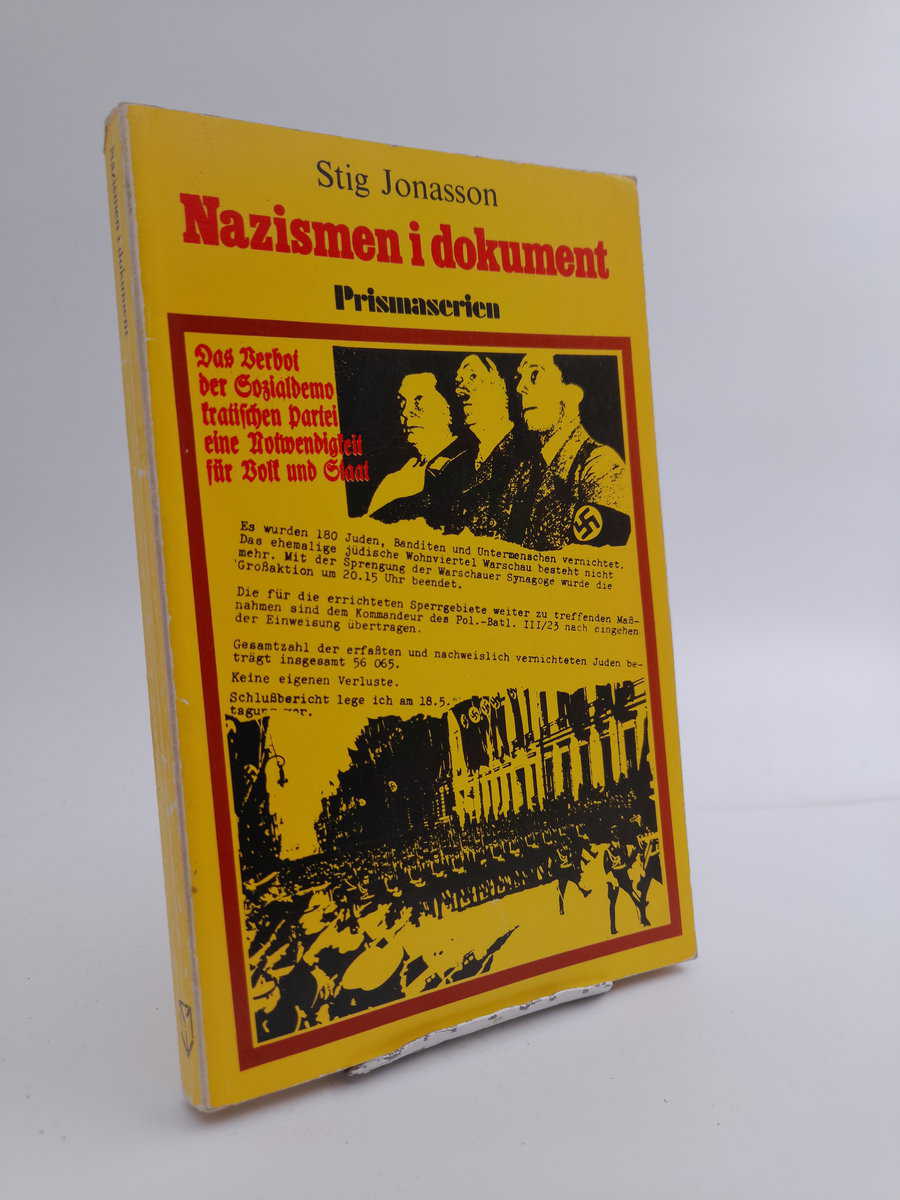 Nazismen i dokument
Stig Jonasson
Nazismen i dokument
Prismaserien
Das Verbot
der Sozialdemo
kratischen Partei
eine Notwendigkeit
für Volk und Staat
Es wurden 180 Juden, Banditen und Untermenschen vernichtet.
Das ehemalige jüdische Wohnviertel Warschau besteht nicht
mehr. Mit der Sprengung der Warschauer Synagoge wurde die
Großaktion um 20.15 Uhr beendet.
Die für die errichteten Sperrgebiete weiter zu treffenden Maß-
nahmen sind dem Kommandeur des Pol.-Batl. III/23 nach eingehen
der Einweisung übertragen.
Gesamtzahl der erfaßten und nachweislich vernichteten Juden be-
trägt insgesamt 56 065.
Keine eigenen Verluste.
Schlußbericht lege ich am 18.5.